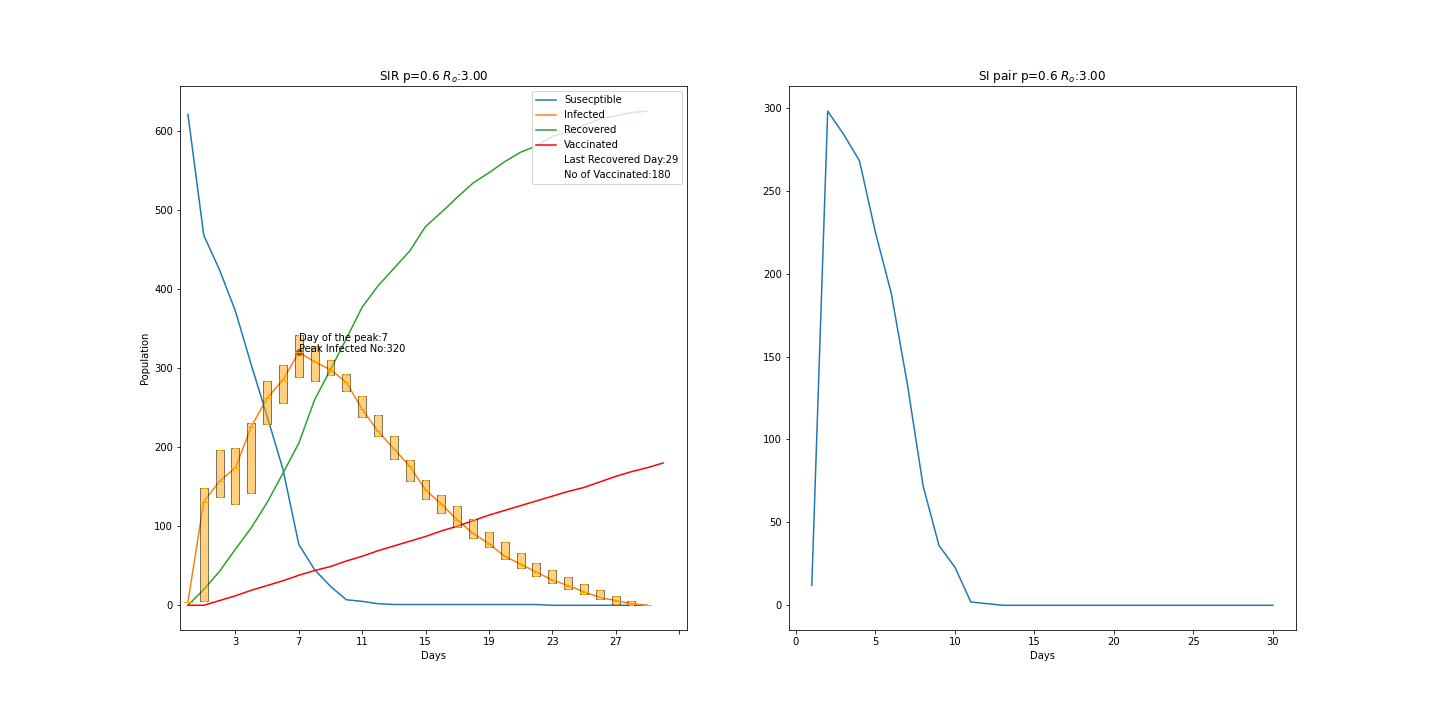 SIR p=0.6 Ro:3.00
Susecptible
Infected
Recovered
Vaccinated
Last Recovered Day:29
No of Vaccinated:180
600
500
400
300
200
100
0
Population
Day of the peak:7
Peak Infected No:320
3 7 11 15 19 23 27
Days
SI pair p=0.6 Ro:3.00
300
250
200
150
100
50
0
0 5 10 15 20 25 30
Days